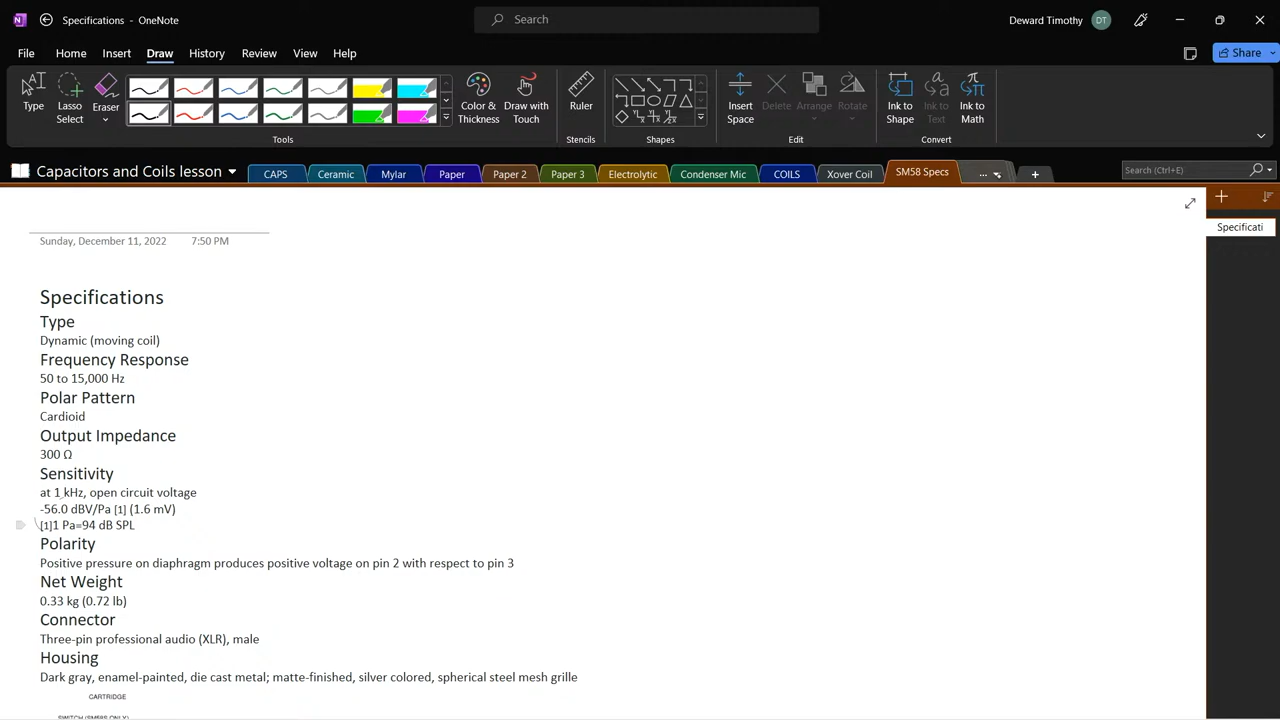 Specifications - OneNote
Search
Deward Timothy
DT
File Home Insert Draw History Review View Help
Share
Type
Lasso Select
Eraser
Color & Thickness
Draw with Touch
Ruler
Insert Space
Delete
Arrange
Rotate
Ink to Shape
Ink to Text
Ink to Math
Tools
Stencils
Shapes
Edit
Convert
Capacitors and Coils lesson
CAPS
Ceramic
Mylar
Paper
Paper 2
Paper 3
Electrolytic
Condenser Mic
COILS
Xover Coil
SM58 Specs
...
Search (Ctrl+E)
Specificati
Sunday, December 11, 2022 7:50 PM
Specifications
Type
Dynamic (moving coil)
Frequency Response
50 to 15,000 Hz
Polar Pattern
Cardioid
Output Impedance
300 Ω
Sensitivity
at 1 kHz, open circuit voltage
-56.0 dBV/Pa [1] (1.6 mV)
[1]1 Pa=94 dB SPL
Polarity
Positive pressure on diaphragm produces positive voltage on pin 2 with respect to pin 3
Net Weight
0.33 kg (0.72 lb)
Connector
Three-pin professional audio (XLR), male
Housing
Dark gray, enamel-painted, die cast metal; matte-finished, silver colored, spherical steel mesh grille
CARTRIDGE
SWITCH (SM58S ONLY)